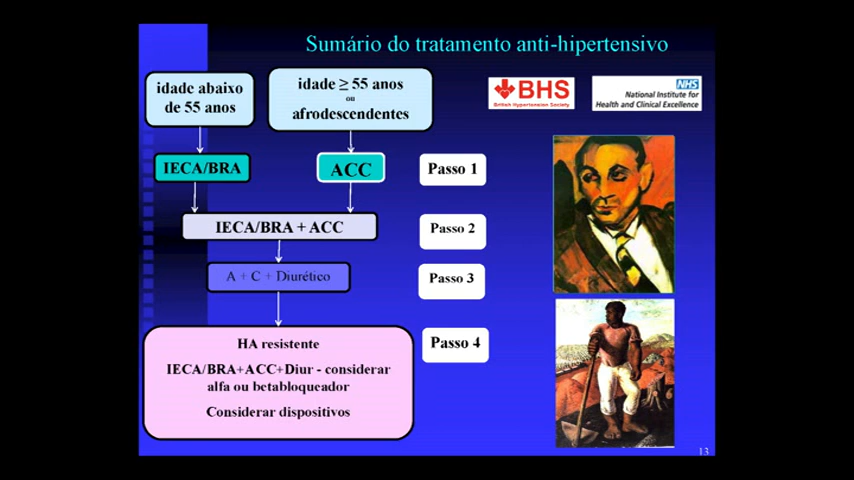 Sumário do tratamento anti-hipertensivo
idade abaixo
de 55 anos
idade ≥ 55 anos
ou
afrodescendentes
BHS
British Hypertension Society
NHS
National Institute for
Health and Clinical Excellence
IECA/BRA
ACC
Passo 1
IECA/BRA + ACC
Passo 2
A + C + Diurético
Passo 3
HA resistente
IECA/BRA+ACC+Diur - considerar
alfa ou betabloqueador
Considerar dispositivos
Passo 4
13